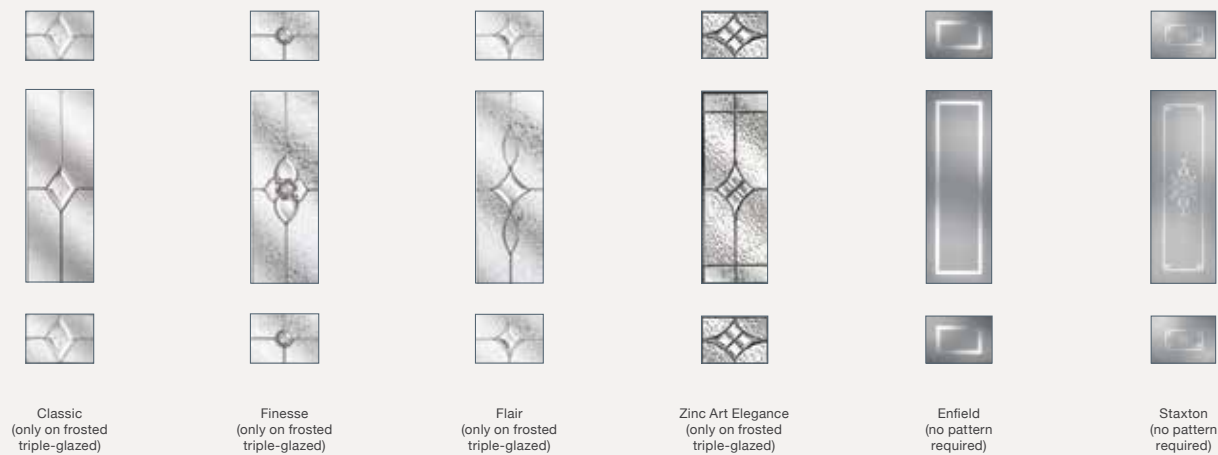 Classic
(only on frosted
triple-glazed)
Finesse
(only on frosted
triple-glazed)
Flair
(only on frosted
triple-glazed)
Zinc Art Elegance
(only on frosted
triple-glazed)
Enfield
(no pattern
required)
Staxton
(no pattern
required)